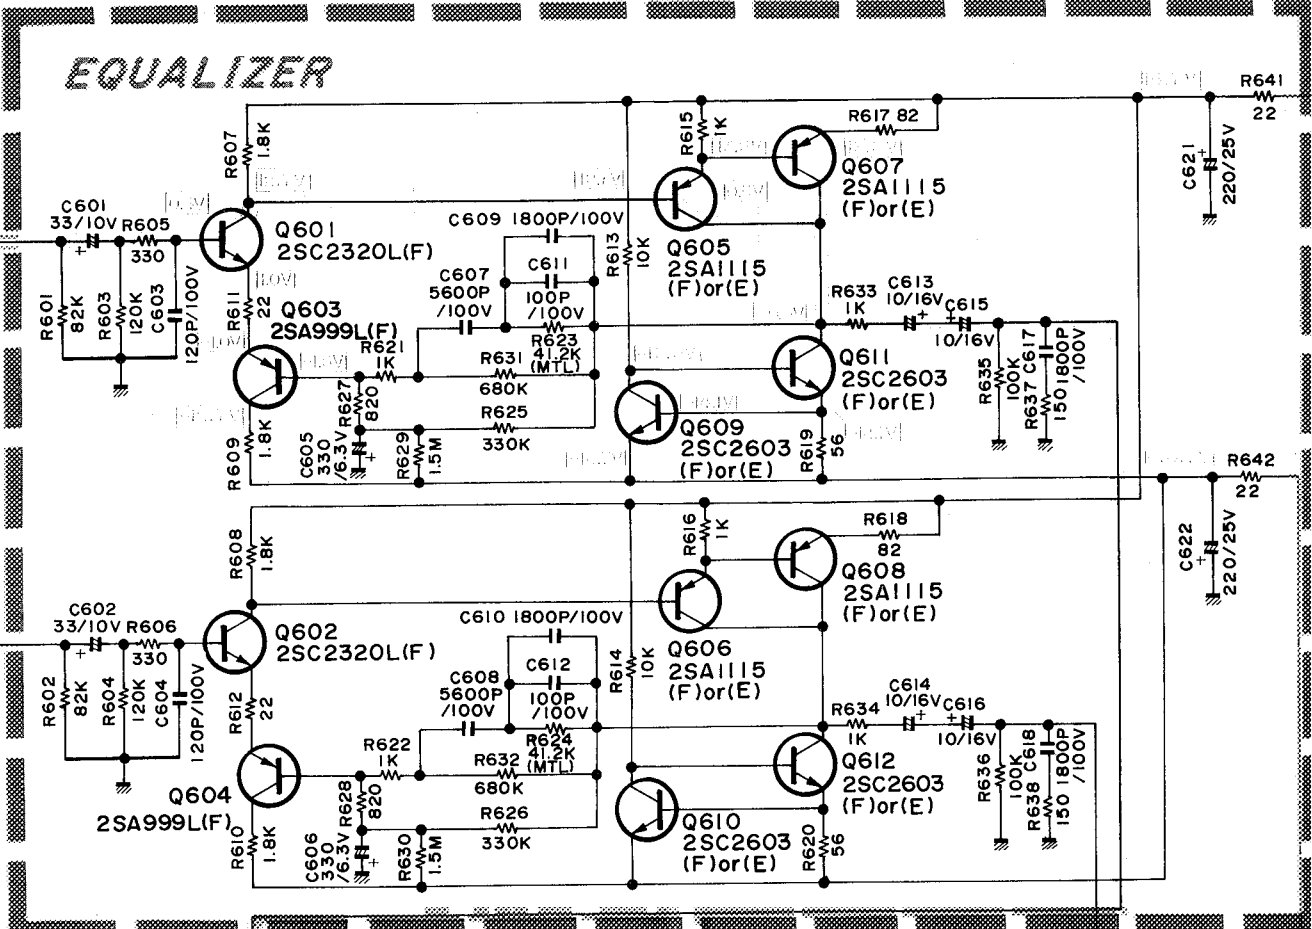 EQUALIZER
R641
22
R617 82
R615
1K
R607
1.8K
Q607
2SA1115
(F)or(E)
C621
+
220/25V
C601
33/10V
+
R605
330
Q601
2SC2320L(F)
C609 1800P/100V
R613
10K
Q605
2SA1115
(F)or(E)
C607
5600P
/100V
C611
100P
/100V
R633
1K
C613
10/16V
+
C615
+
10/16V
R601
82K
R603
120K
C603
120P/100V
R611
22
Q603
2SA999L(F)
R621
1K
R623
41.2K
(MTL)
R631
680K
Q611
2SC2603
(F)or(E)
R635
100K
R637
150
C617
1800P
/100V
R627
820
R625
330K
Q609
2SC2603
(F)or(E)
R619
56
R609
1.8K
C605
330
/6.3V
+
R629
1.5M
R642
22
R608
1.8K
R616
1K
R618
82
C622
+
220/25V
Q608
2SA1115
(F)or(E)
C602
33/10V
+
R606
330
Q602
2SC2320L(F)
C610 1800P/100V
R614
10K
Q606
2SA1115
(F)or(E)
C608
5600P
/100V
C612
100P
/100V
R634
1K
C614
10/16V
+
C616
+
10/16V
R602
82K
R604
120K
C604
120P/100V
R612
22
R622
1K
R624
41.2K
(MTL)
R632
680K
Q612
2SC2603
(F)or(E)
R636
100K
R638
150
C618
1800P
/100V
Q604
2SA999L(F)
R628
820
R626
330K
Q610
2SC2603
(F)or(E)
R620
56
R610
1.8K
C606
330
/6.3V
+
R630
1.5M